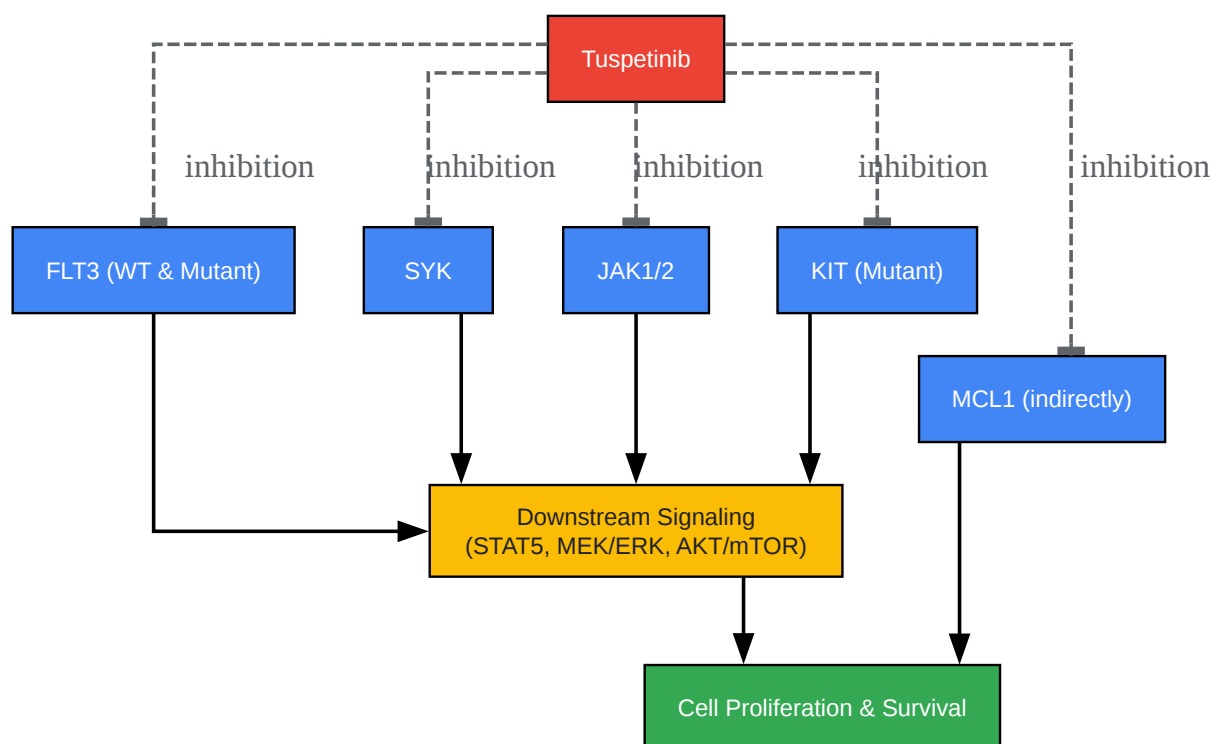 Tuspetinib
inhibition
inhibition
inhibition
inhibition
inhibition
FLT3 (WT & Mutant)
SYK
JAK1/2
KIT (Mutant)
MCL1 (indirectly)
Downstream Signaling
(STAT5, MEK/ERK, AKT/mTOR)
Cell Proliferation & Survival